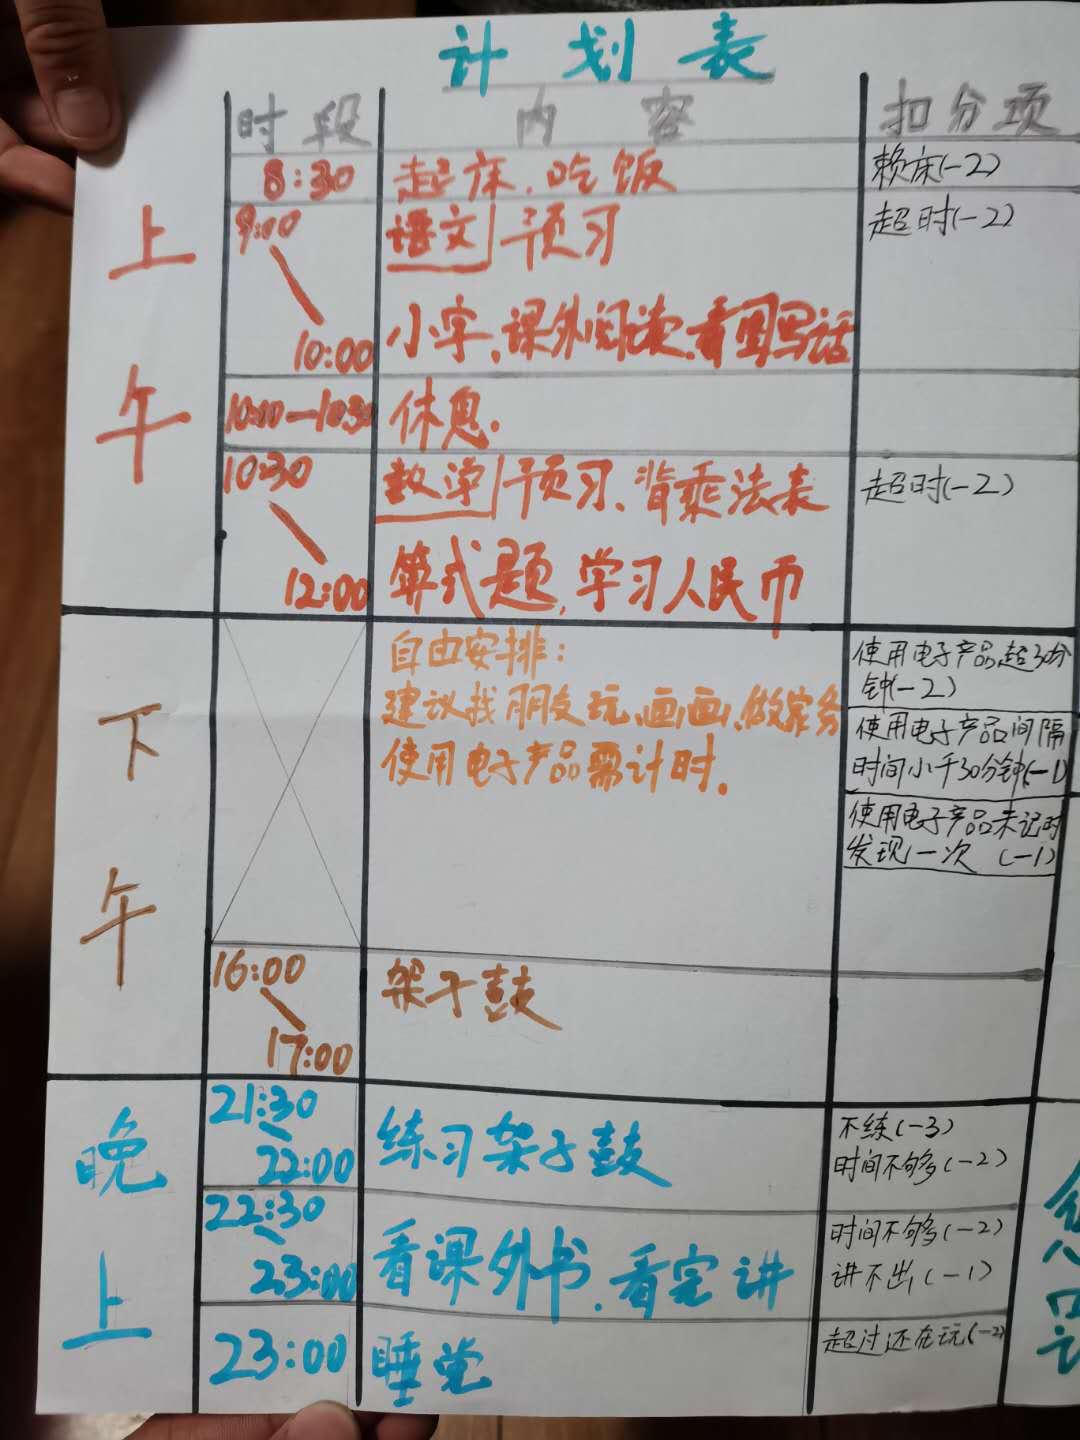 计划表
时段 内容 扣分项
上午
8:30 起床、吃饭 赖床(-2)
9:00 语文 预习 超时(-2)
10:00 小字、课外阅读、看图写话
10:00—10:30 休息.
10:30 数学 预习、背乘法表 超时(-2)
12:00 算式题,学习人民币
下午
自由安排:
建议找朋友玩、画画、做家务
使用电子产品需计时.
使用电子产品超30分
钟(-2)
使用电子产品间隔
时间小于30分钟(-1)
使用电子产品未记时
发现一次 (-1)
16:00 架子鼓
17:00
晚上
21:30 练习架子鼓 不练(-3)
22:00 时间不够(-2)
22:30 看课外书、看完讲 时间不够(-2)
23:00 讲不出(-1)
23:00 睡觉 超过还在玩(-2)